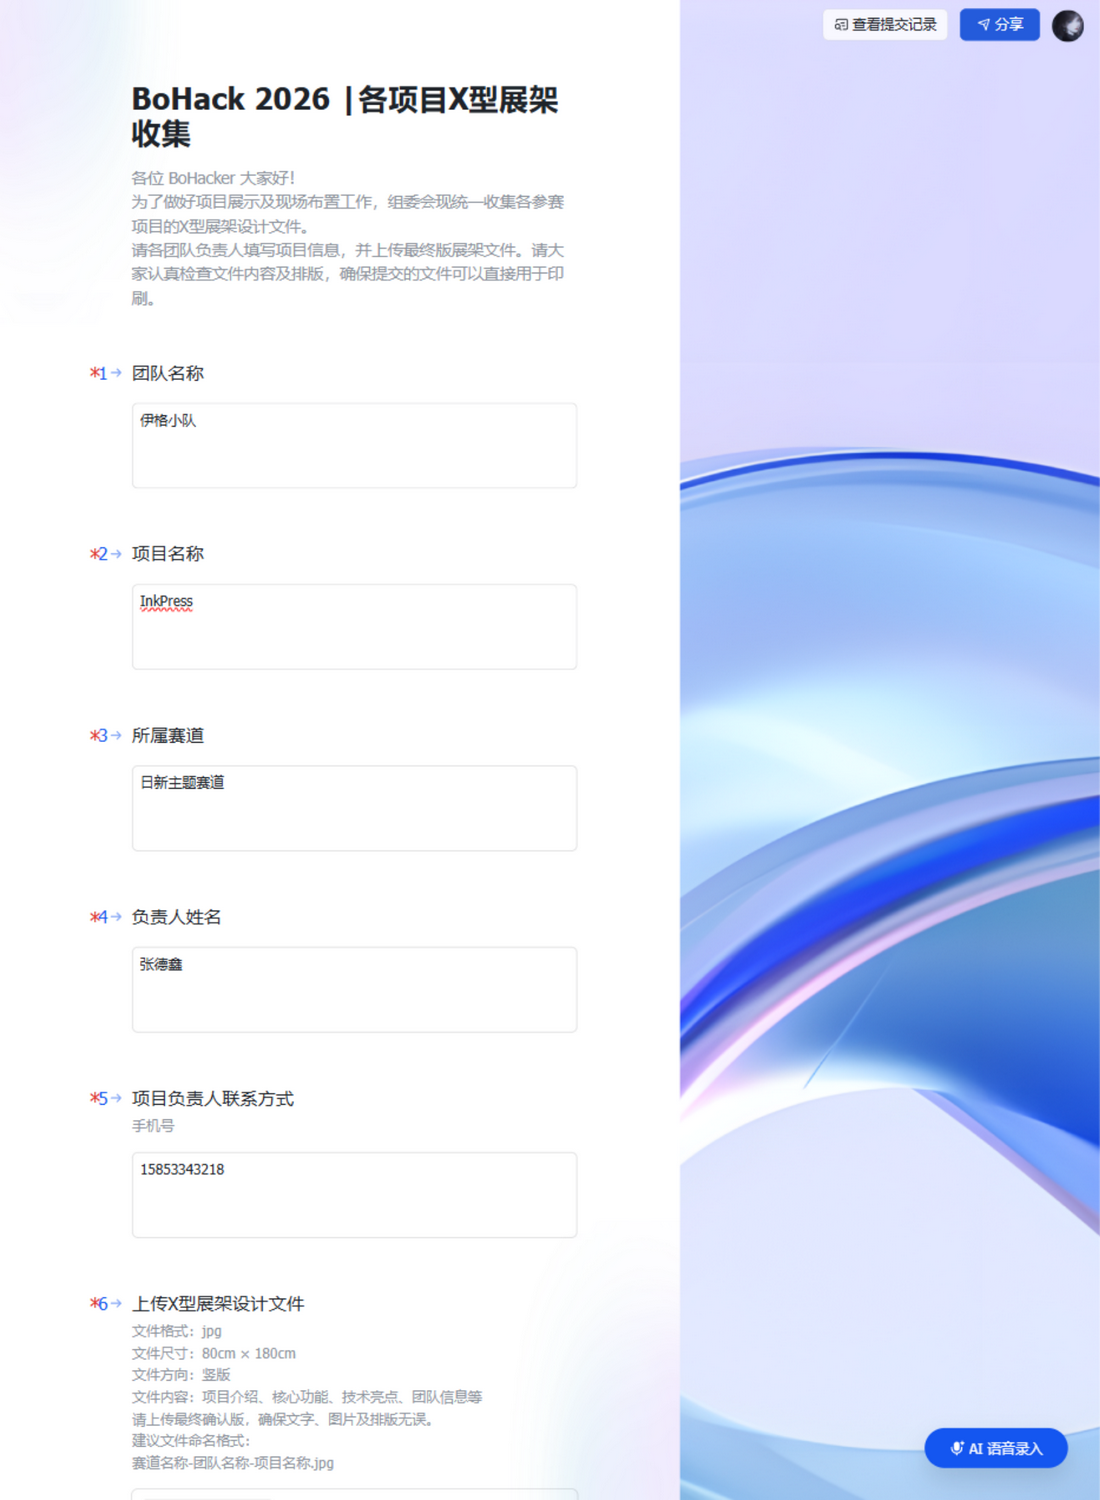 查看提交记录
分享
BoHack 2026 |各项目X型展架
收集
各位 BoHacker 大家好!
为了做好项目展示及现场布置工作，组委会现统一收集各参赛
项目的X型展架设计文件。
请各团队负责人填写项目信息，并上传最终版展架文件。请大
家认真检查文件内容及排版，确保提交的文件可以直接用于印
刷。
*1→ 团队名称
伊格小队
*2→ 项目名称
InkPress
*3→ 所属赛道
日新主题赛道
*4→ 负责人姓名
张德鑫
*5→ 项目负责人联系方式
手机号
15853343218
*6→ 上传X型展架设计文件
文件格式：jpg
文件尺寸：80cm × 180cm
文件方向：竖版
文件内容：项目介绍、核心功能、技术亮点、团队信息等
请上传最终确认版，确保文字、图片及排版无误。
建议文件命名格式：
赛道名称-团队名称-项目名称.jpg
AI 语音录入